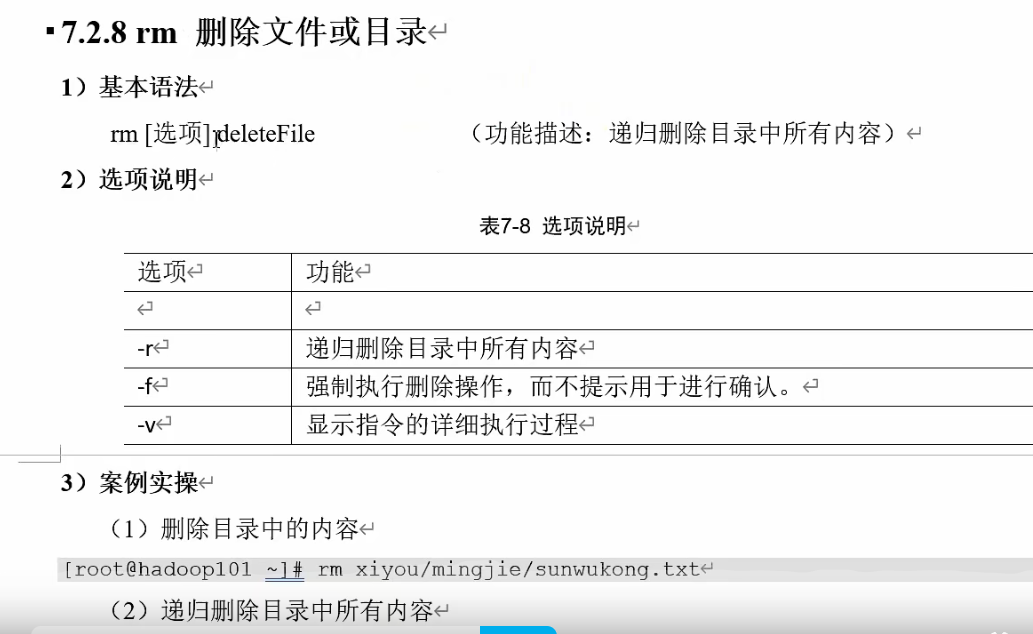 7.2.8 rm 删除文件或目录
1）基本语法
rm [选项] deleteFile （功能描述：递归删除目录中所有内容）
2）选项说明
表7-8 选项说明
选项 功能
-r 递归删除目录中所有内容
-f 强制执行删除操作，而不提示用于进行确认。
-v 显示指令的详细执行过程
3）案例实操
（1）删除目录中的内容
[root@hadoop101 ~]# rm xiyou/mingjie/sunwukong.txt
（2）递归删除目录中所有内容